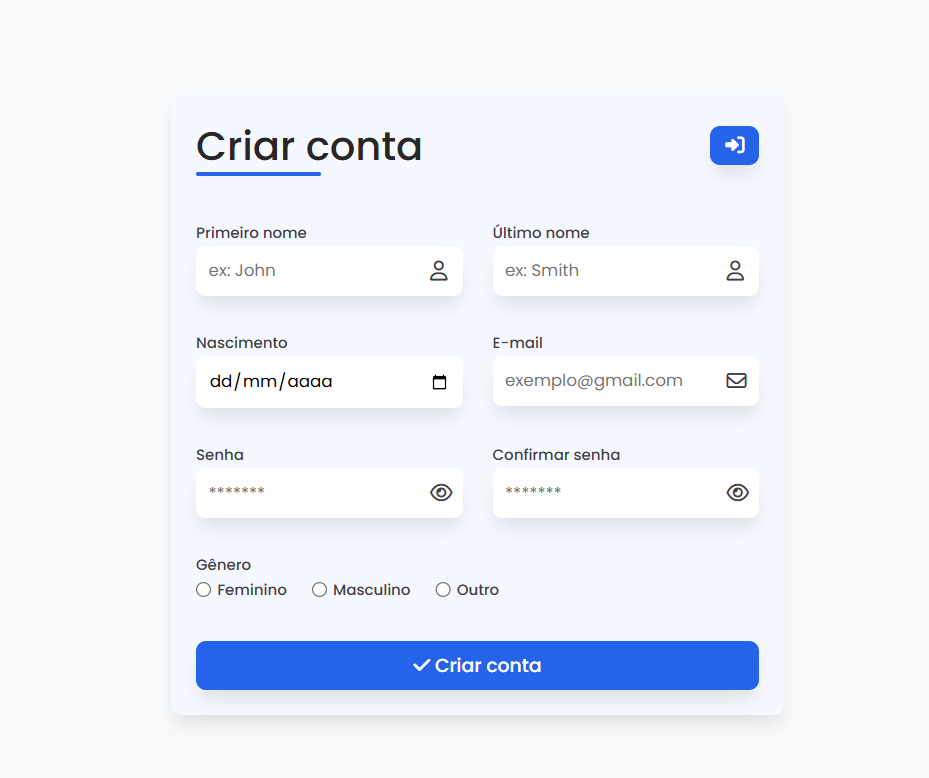 Criar conta
Primeiro nome
Último nome
ex: John
ex: Smith
Nascimento
E-mail
dd/mm/aaaa
exemplo@gmail.com
Senha
Confirmar senha
*******
*******
Gênero
Feminino Masculino Outro
Criar conta